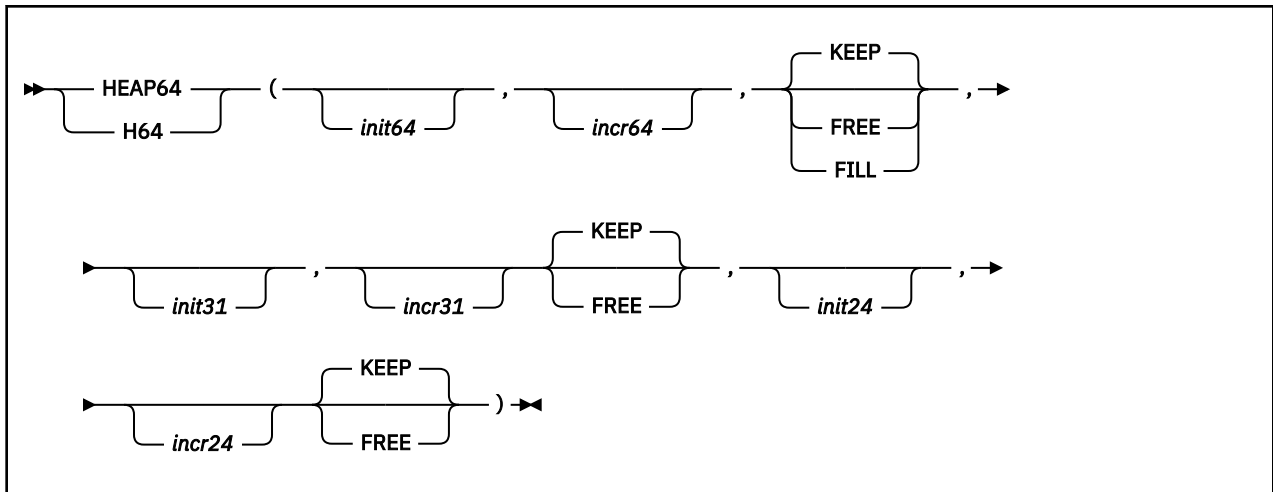 KEEP
HEAP64 ( , , ,
H64 init64 incr64 FREE
FILL
KEEP
, , ,
init31 incr31 FREE init24
KEEP
)
incr24 FREE